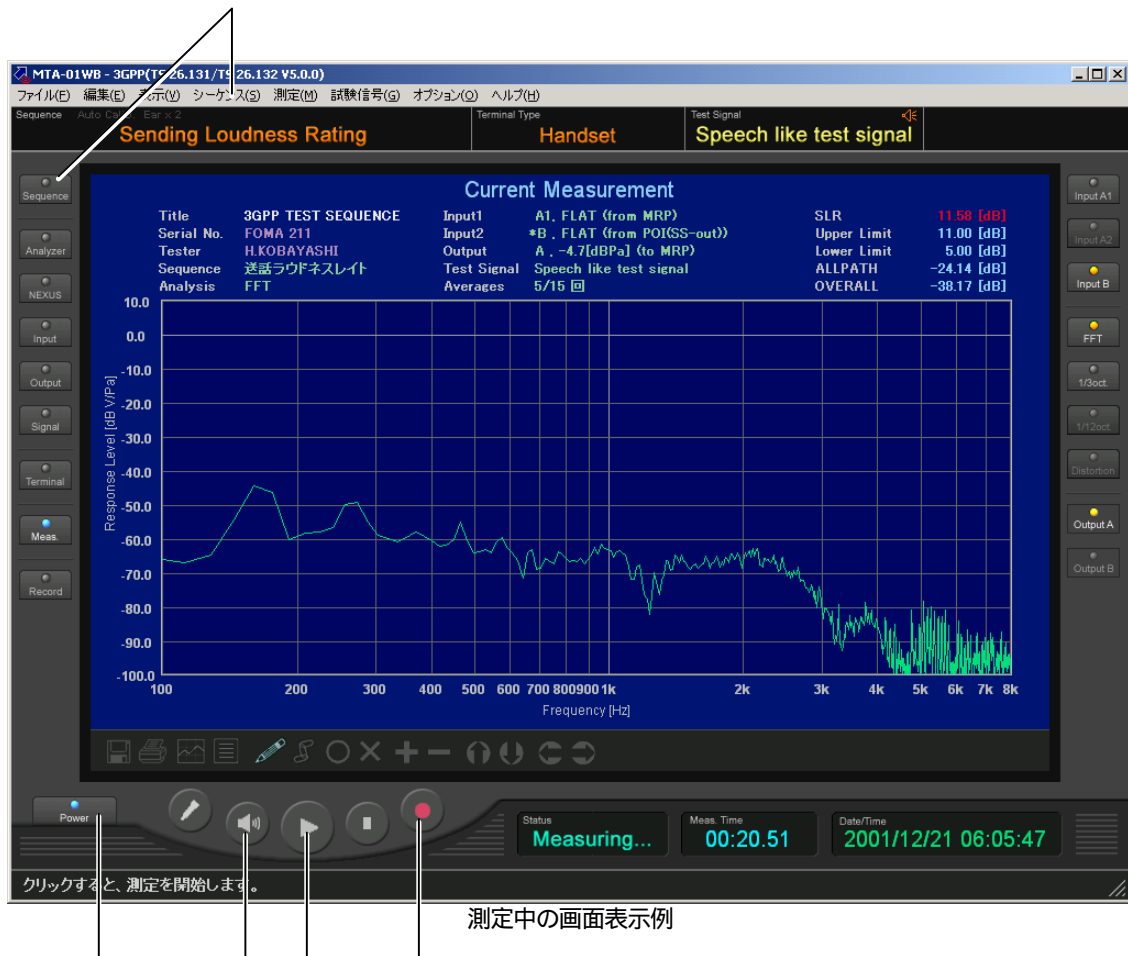 MTA-01WB - 3GPP(TS 26.131/TS 26.132 V5.0.0)
ファイル(F) 編集(E) 表示(V) シーケンス(S) 測定(M) 試験信号(G) オプション(O) ヘルプ(H)
Sequence Auto Ear x 2
Sending Loudness Rating
Terminal Type
Handset
Test Signal
Speech like test signal
Sequence
Analyzer
NEXUS
Input
Output
Signal
Terminal
Meas.
Record
Current Measurement
Title 3GPP TEST SEQUENCE Input1 A1, FLAT (from MRP) SLR 11.58 [dB]
Serial No. FOMA 211 Input2 *B , FLAT (from POI(SS-out)) Upper Limit 11.00 [dB]
Tester H.KOBAYASHI Output A , -4.7[dBPa] (to MRP) Lower Limit 5.00 [dB]
Sequence 送話ラウドネスレイト Test Signal Speech like test signal ALLPATH -24.14 [dB]
Analysis FFT Averages 5/15 回 OVERALL -38.17 [dB]
Response Level [dB V/Pa]
10.0
0.0
-10.0
-20.0
-30.0
-40.0
-50.0
-60.0
-70.0
-80.0
-90.0
-100.0
100 200 300 400 500 600 700 800 900 1k 2k 3k 4k 5k 6k 7k 8k
Frequency [Hz]
Input A1
Input A2
Input B
FFT
1/3oct.
1/12oct.
Distortion
Output A
Output B
Power
Status
Measuring...
Meas. Time
00:20.51
Date/Time
2001/12/21 06:05:47
クリックすると、測定を開始します。
測定中の画面表示例